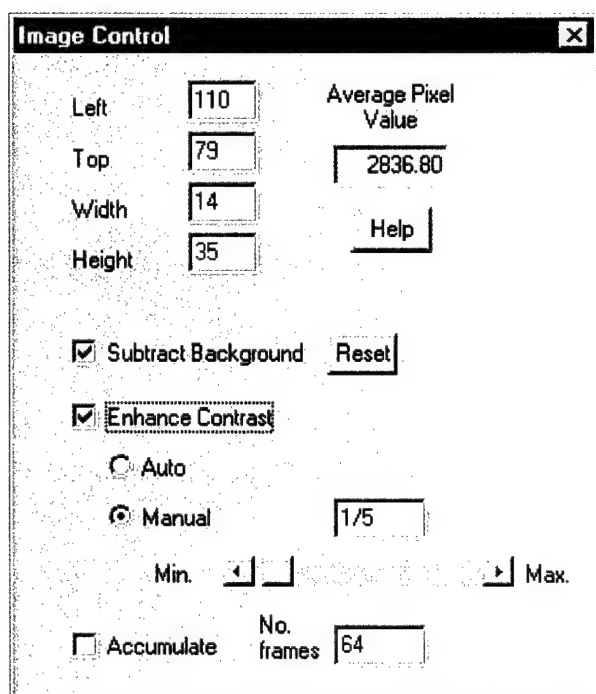 Image Control
Left 110
Average Pixel
Value
Top 79
2836.80
Width 14
Help
Height 35
Subtract Background Reset
Enhance Contrast
Auto
Manual 1/5
Min. Max.
Accumulate No.
frames 64